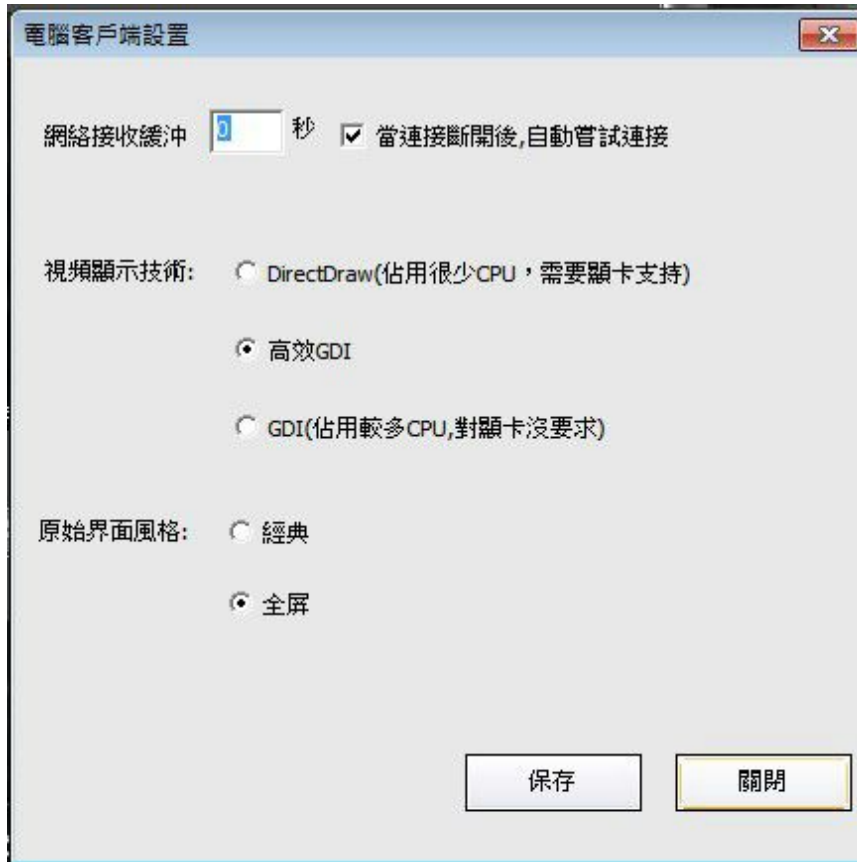 電腦客戶端設置
網絡接收緩沖 0 秒 當連接斷開後,自動嘗試連接
視頻顯示技術: DirectDraw(佔用很少CPU，需要顯卡支持)
高效GDI
GDI(佔用較多CPU,對顯卡沒要求)
原始界面風格: 經典
全屏
保存 關閉